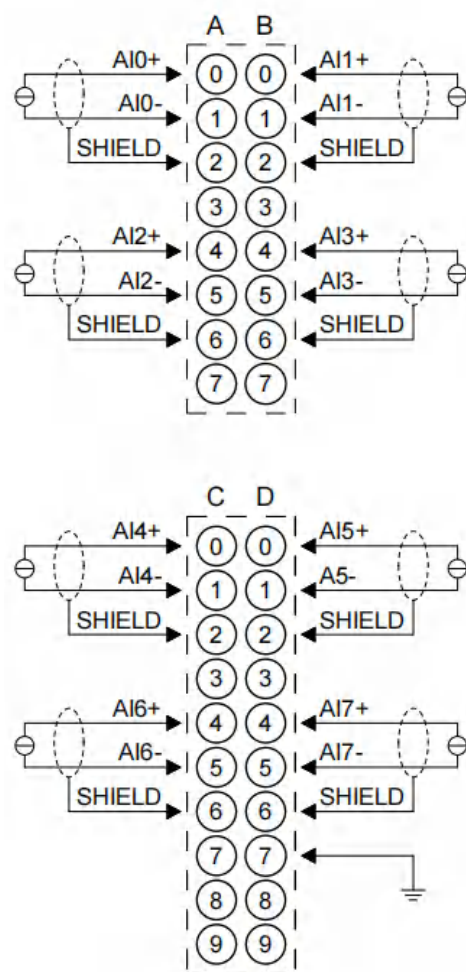 A B
AI0+ 0 0 AI1+
AI0- 1 1 AI1-
SHIELD 2 2 SHIELD
3 3
AI2+ 4 4 AI3+
AI2- 5 5 AI3-
SHIELD 6 6 SHIELD
7 7
C D
AI4+ 0 0 AI5+
AI4- 1 1 A5-
SHIELD 2 2 SHIELD
3 3
AI6+ 4 4 AI7+
AI6- 5 5 AI7-
SHIELD 6 6 SHIELD
7 7
8 8
9 9